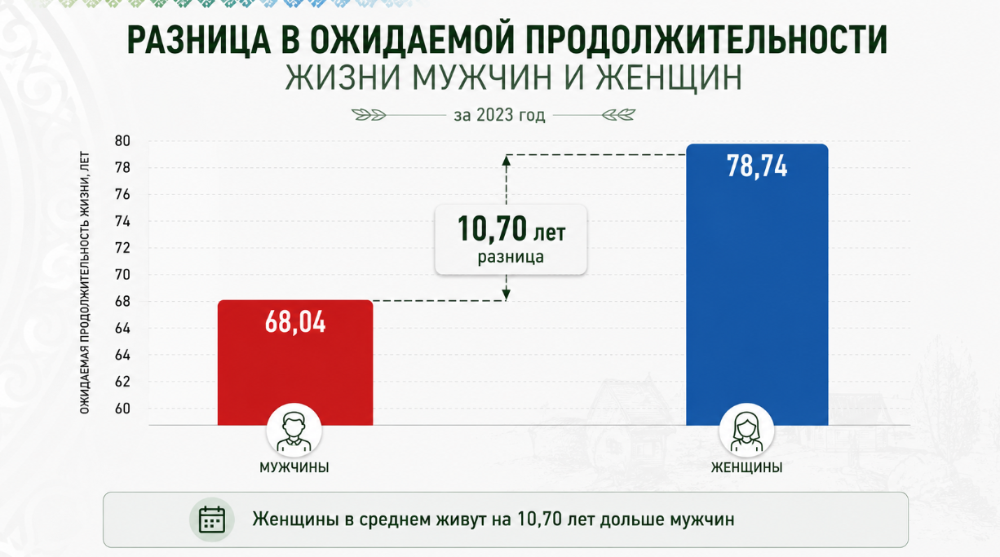 РАЗНИЦА В ОЖИДАЕМОЙ ПРОДОЛЖИТЕЛЬНОСТИ
ЖИЗНИ МУЖЧИН И ЖЕНЩИН
за 2023 год
ОЖИДАЕМАЯ ПРОДОЛЖИТЕЛЬНОСТЬ ЖИЗНИ, ЛЕТ
80
78
76
74
72
70
68
64
64
62
60
68,04
10,70 лет
разница
78,74
МУЖЧИНЫ
ЖЕНЩИНЫ
Женщины в среднем живут на 10,70 лет дольше мужчин